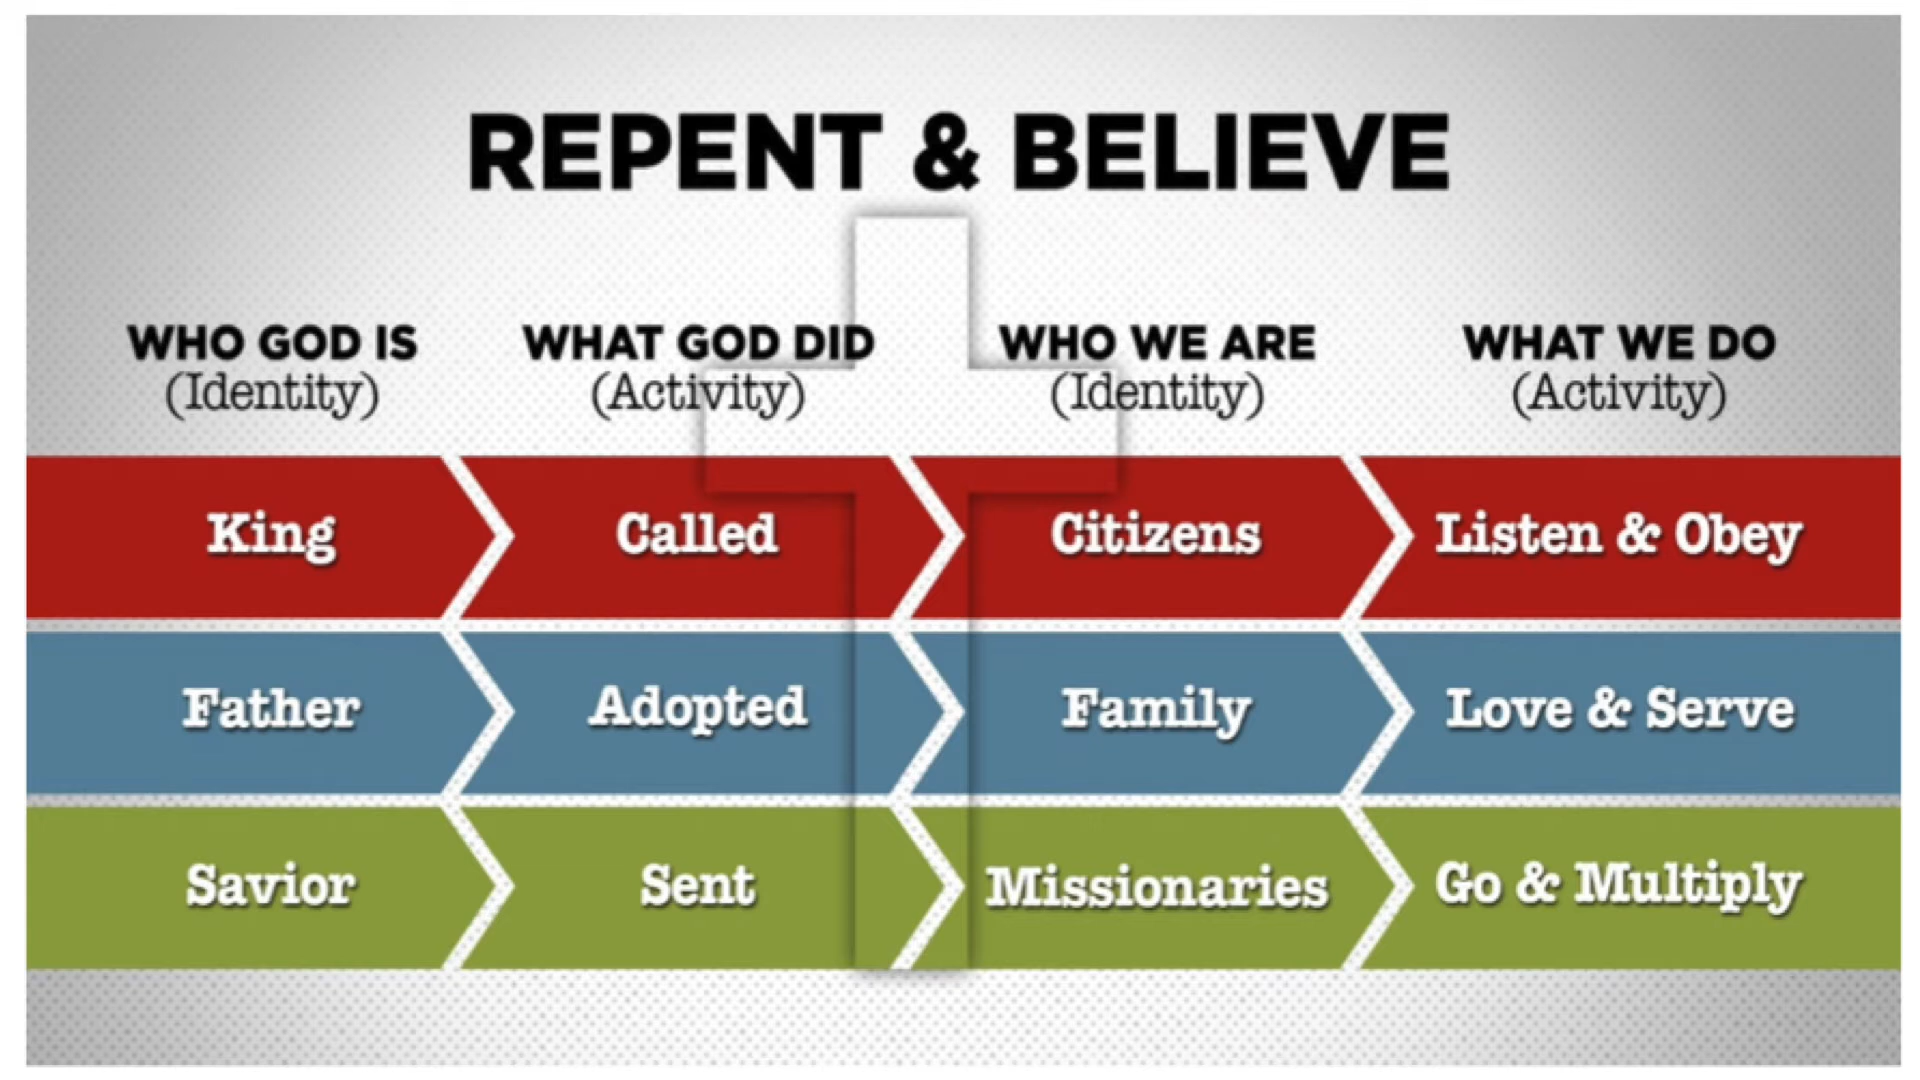 REPENT & BELIEVE
WHO GOD IS WHAT GOD DID WHO WE ARE WHAT WE DO
(Identity) (Activity) (Identity) (Activity)
King Called Citizens Listen & Obey
Father Adopted Family Love & Serve
Savior Sent Missionaries Go & Multiply